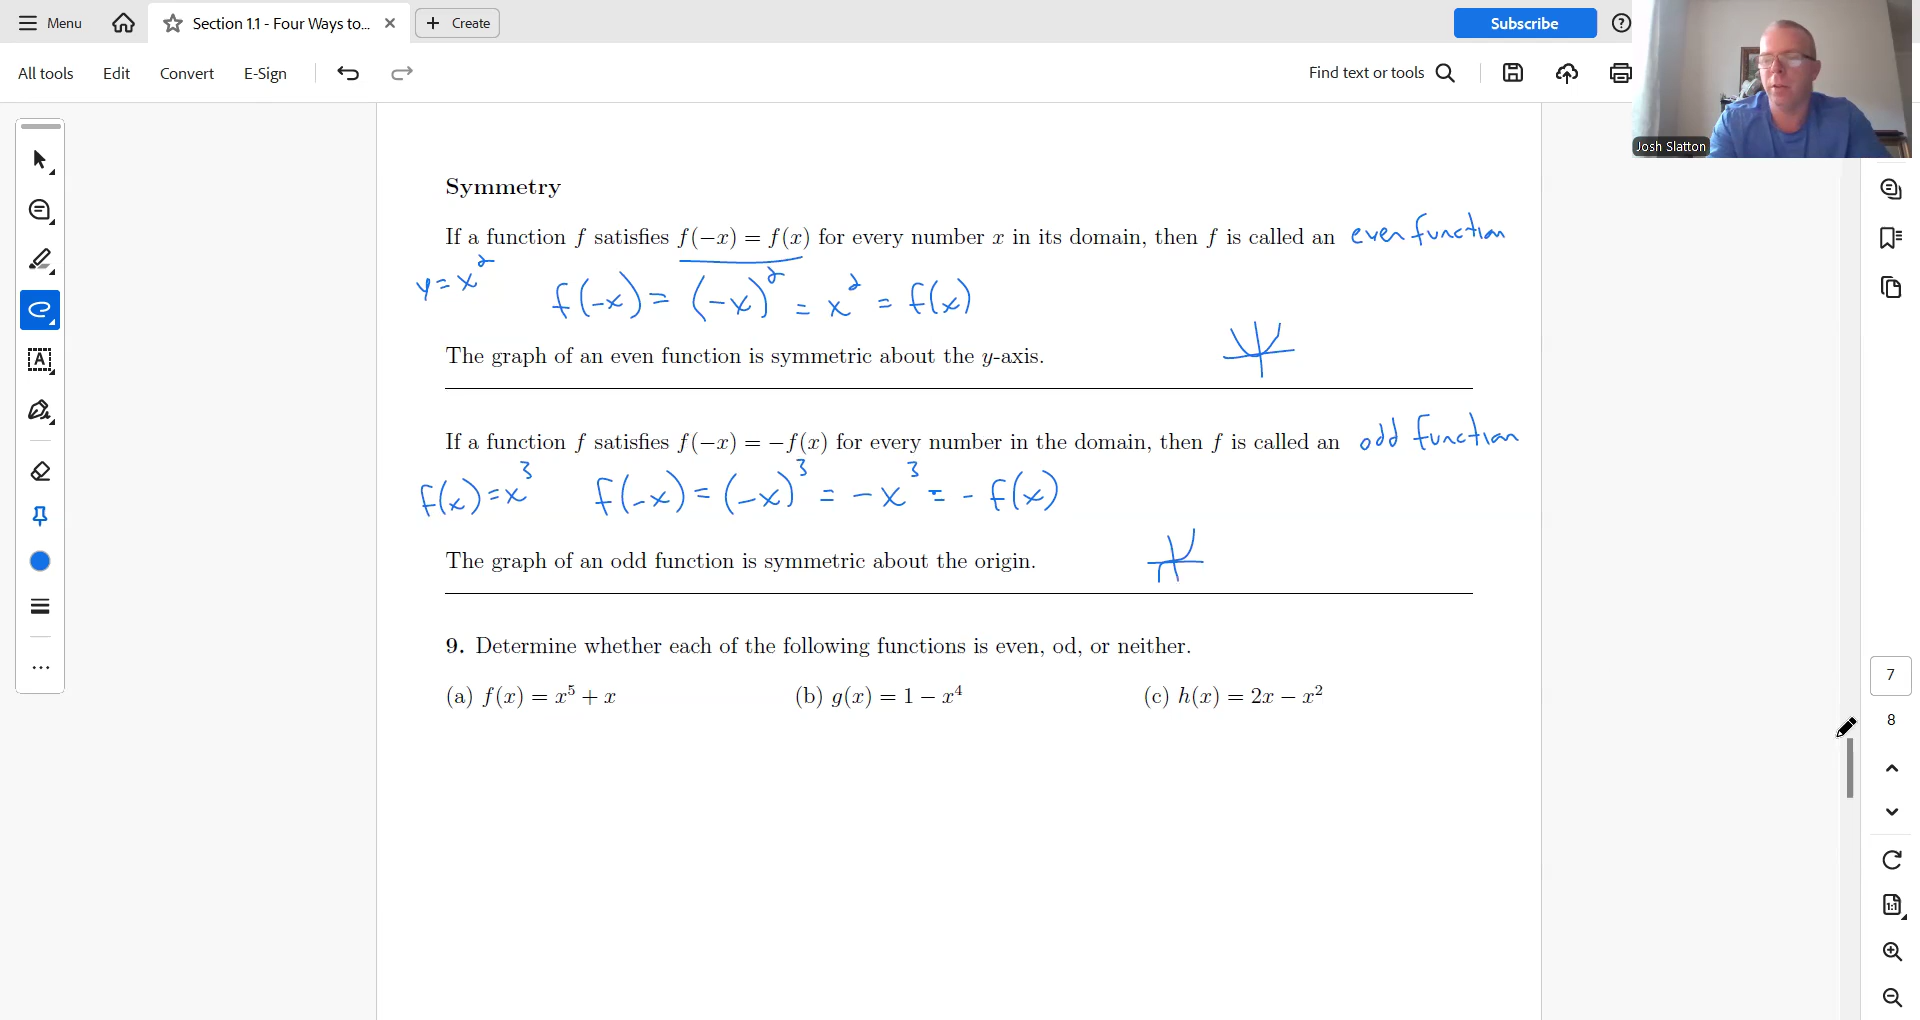 Menu
Section 1.1 - Four Ways to...
Create
Subscribe
All tools Edit Convert E-Sign
Find text or tools
Josh Slatton
Symmetry
If a function f satisfies f(−x) = f(x) for every number x in its domain, then f is called an even function
y = x² f(-x) = (-x)² = x² = f(x)
The graph of an even function is symmetric about the y-axis.
If a function f satisfies f(−x) = −f(x) for every number in the domain, then f is called an odd function
f(x) = x³ f(-x) = (-x)³ = -x³ = - f(x)
The graph of an odd function is symmetric about the origin.
9. Determine whether each of the following functions is even, od, or neither.
(a) f(x) = x⁵ + x (b) g(x) = 1 − x⁴ (c) h(x) = 2x − x²
7
8